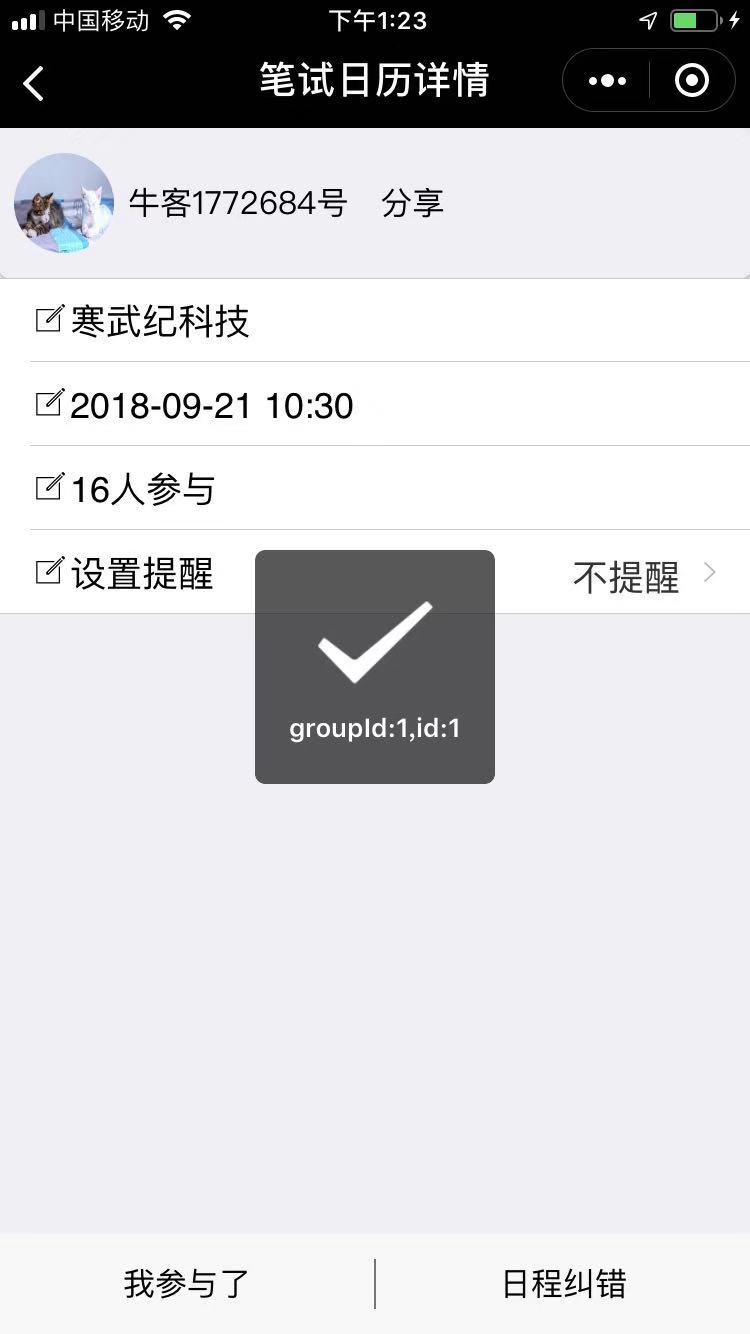 中国移动
下午1:23
笔试日历详情
牛客1772684号 分享
寒武纪科技
2018-09-21 10:30
16人参与
设置提醒
不提醒
groupId:1,id:1
我参与了
日程纠错